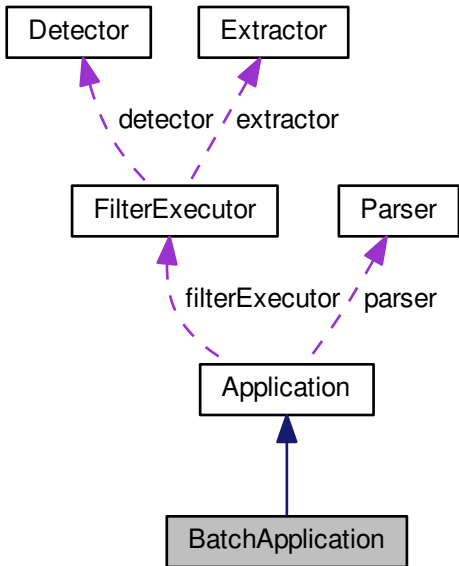 Detector Extractor
detector extractor
FilterExecutor Parser
filterExecutor parser
Application
BatchApplication